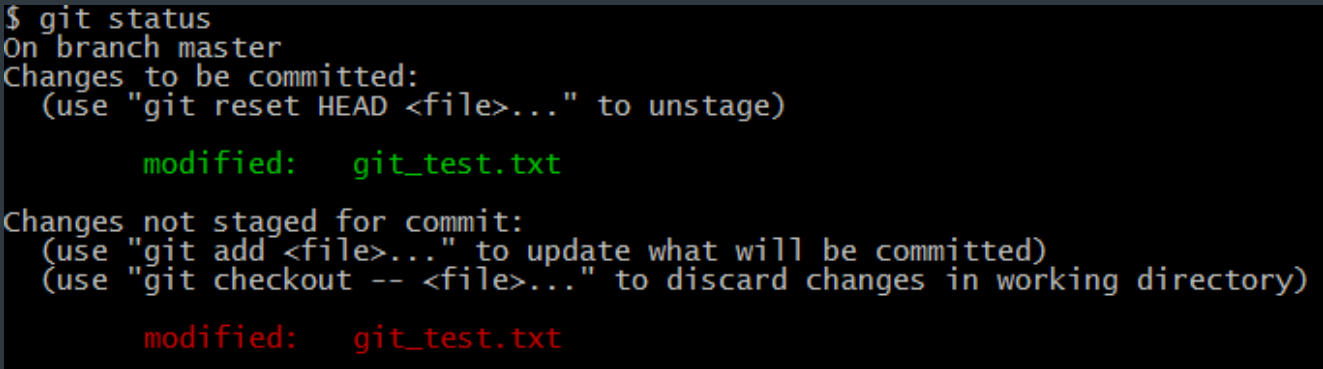 $ git status
On branch master
Changes to be committed:
  (use "git reset HEAD <file>..." to unstage)
        modified:   git_test.txt
Changes not staged for commit:
  (use "git add <file>..." to update what will be committed)
  (use "git checkout -- <file>..." to discard changes in working directory)
        modified:   git_test.txt